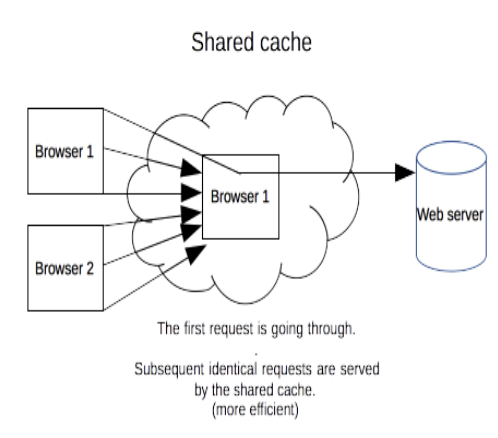 Shared cache
Browser 1
Browser 1
Web server
Browser 2
The first request is going through.
.
Subsequent identical requests are served
by the shared cache.
(more efficient)